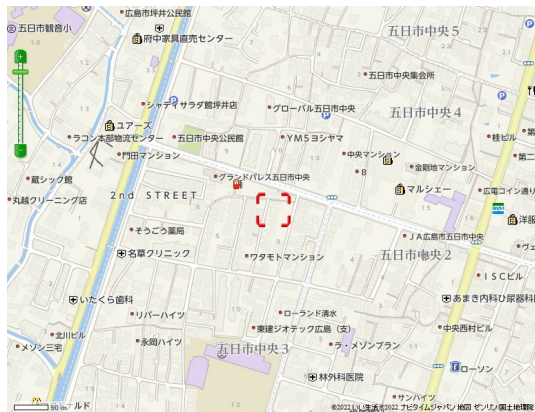 広島市坪井公民館
五日市観音小
府中家具直売センター
五日市中央5
五日市中央集会所
シャディサラダ館坪井店
グローバル五日市中央
五日市中央4
ユアーズ
ラコン本部物流センター
五日市中央公民館
YM5ヨシヤマ
桂ビル
門田マンション
中央マンション
金剛地マンション
第二
蔵シック館
グランドパレス五日市中央
B
丸越クリーニング店
2nd STREET
マルシェー
広電コイン通り
洋服
そうごう薬局
JA広島市五日市中央
名草クリニック
ワタモトマンション
五日市中央2
ISCビル
いたくら歯科
あまき内科ひ尿器科
リバーハイツ
ローランド清水
東建ジオテック広島(支)
中央西村ビル
北川ビル
メゾン三宅
永岡ハイツ
五日市中央3
ラ・メゾンブラン
ローソン
林外科医院
サンハイツ
ールド
50 m
©2022 いい生活 ©2022 ナビタイムジャパン 地図 ゼンリン 国土地理院